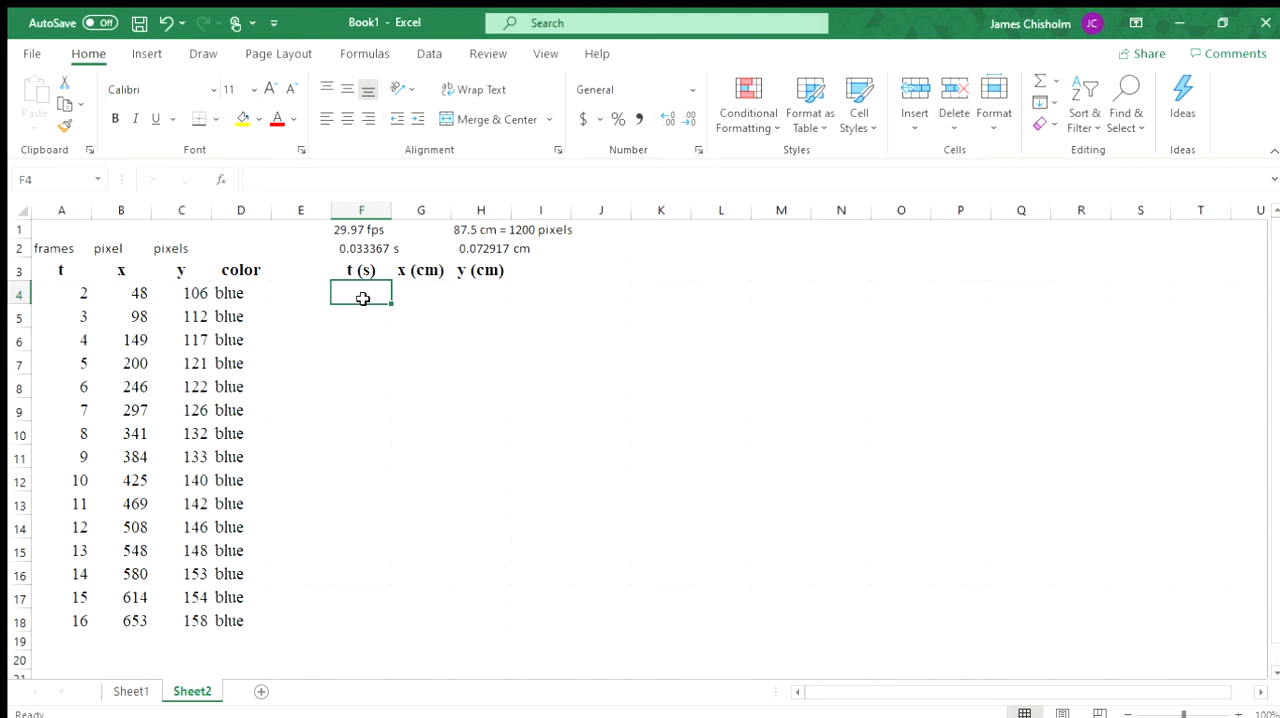 AutoSave Off Book1 - Excel Search James Chisholm JC
File Home Insert Draw Page Layout Formulas Data Review View Help Share Comments
Paste Calibri 11 A A Wrap Text General Conditional Format as Cell Insert Delete Format Sort & Find & Ideas
B I U A Merge & Center $ % Formatting Table Styles Filter Select
Clipboard Font Alignment Number Styles Cells Editing Ideas
F4 fx
A B C D E F G H I J K L M N O P Q R S T U
1 29.97 fps 87.5 cm = 1200 pixels
2 frames pixel pixels 0.033367 s 0.072917 cm
3 t x y color t (s) x (cm) y (cm)
4 2 48 106 blue
5 3 98 112 blue
6 4 149 117 blue
7 5 200 121 blue
8 6 246 122 blue
9 7 297 126 blue
10 8 341 132 blue
11 9 384 133 blue
12 10 425 140 blue
13 11 469 142 blue
14 12 508 146 blue
15 13 548 148 blue
16 14 580 153 blue
17 15 614 154 blue
18 16 653 158 blue
19
20
21
Sheet1 Sheet2
Ready 100%